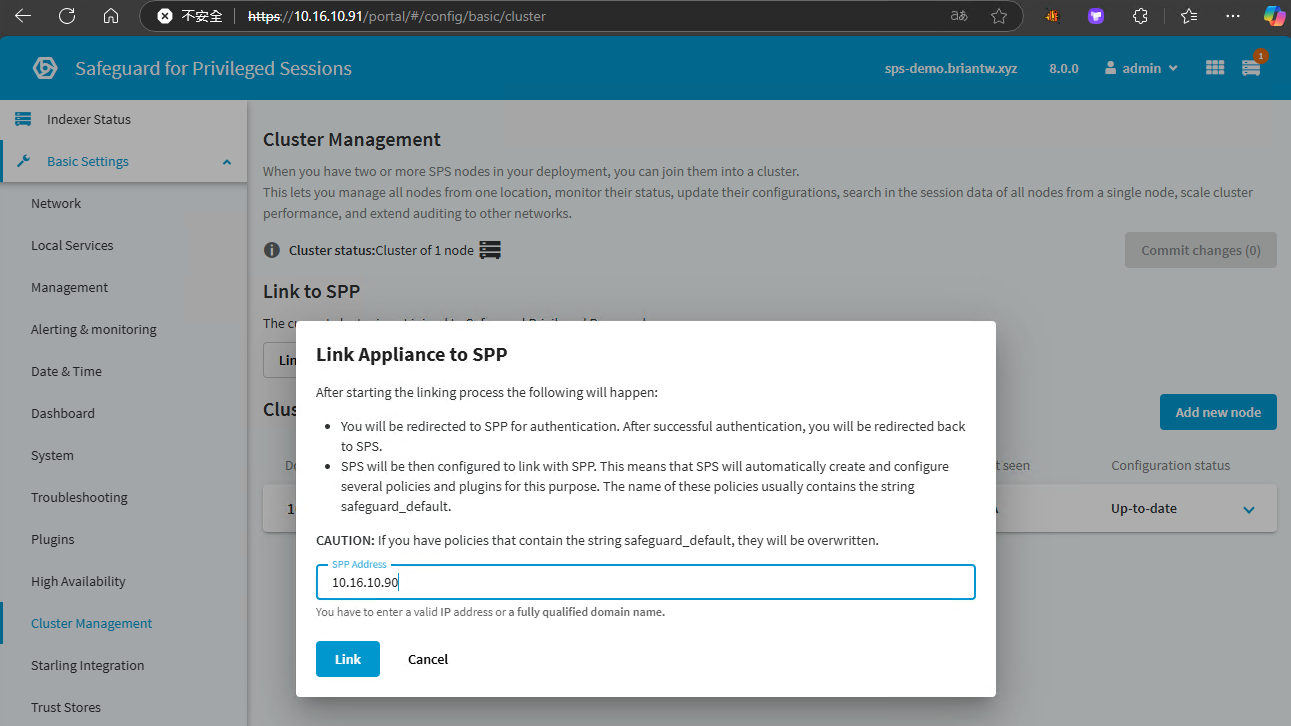 不安全
https://10.16.10.91/portal/#/config/basic/cluster
aあ
Safeguard for Privileged Sessions
sps-demo.briantw.xyz
8.0.0
admin
1
Indexer Status
Basic Settings
Network
Local Services
Management
Alerting & monitoring
Date & Time
Dashboard
System
Troubleshooting
Plugins
High Availability
Cluster Management
Starling Integration
Trust Stores
Cluster Management
When you have two or more SPS nodes in your deployment, you can join them into a cluster.
This lets you manage all nodes from one location, monitor their status, update their configurations, search in the session data of all nodes from a single node, scale cluster
performance, and extend auditing to other networks.
Cluster status:Cluster of 1 node
Commit changes (0)
Link to SPP
Add new node
seen
Configuration status
Up-to-date
Link Appliance to SPP
After starting the linking process the following will happen:
• You will be redirected to SPP for authentication. After successful authentication, you will be redirected back
to SPS.
• SPS will be then configured to link with SPP. This means that SPS will automatically create and configure
several policies and plugins for this purpose. The name of these policies usually contains the string
safeguard_default.
CAUTION: If you have policies that contain the string safeguard_default, they will be overwritten.
SPP Address
10.16.10.90
You have to enter a valid IP address or a fully qualified domain name.
Link
Cancel